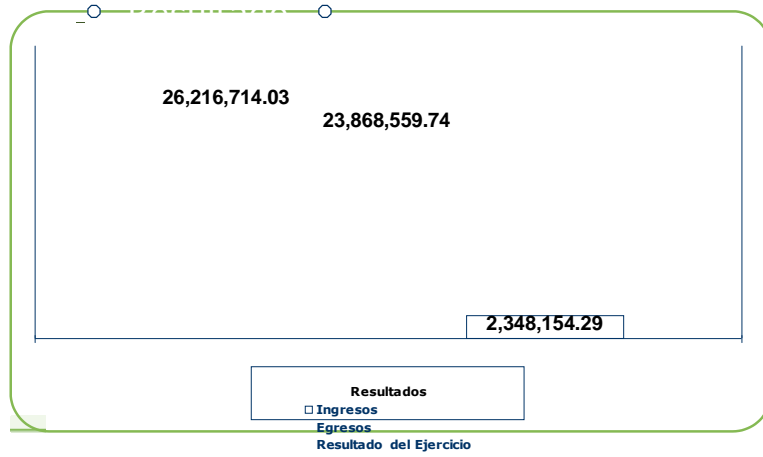 26,216,714.03
23,868,559.74
2,348,154.29
Resultados
Ingresos
Egresos
Resultado del Ejercicio